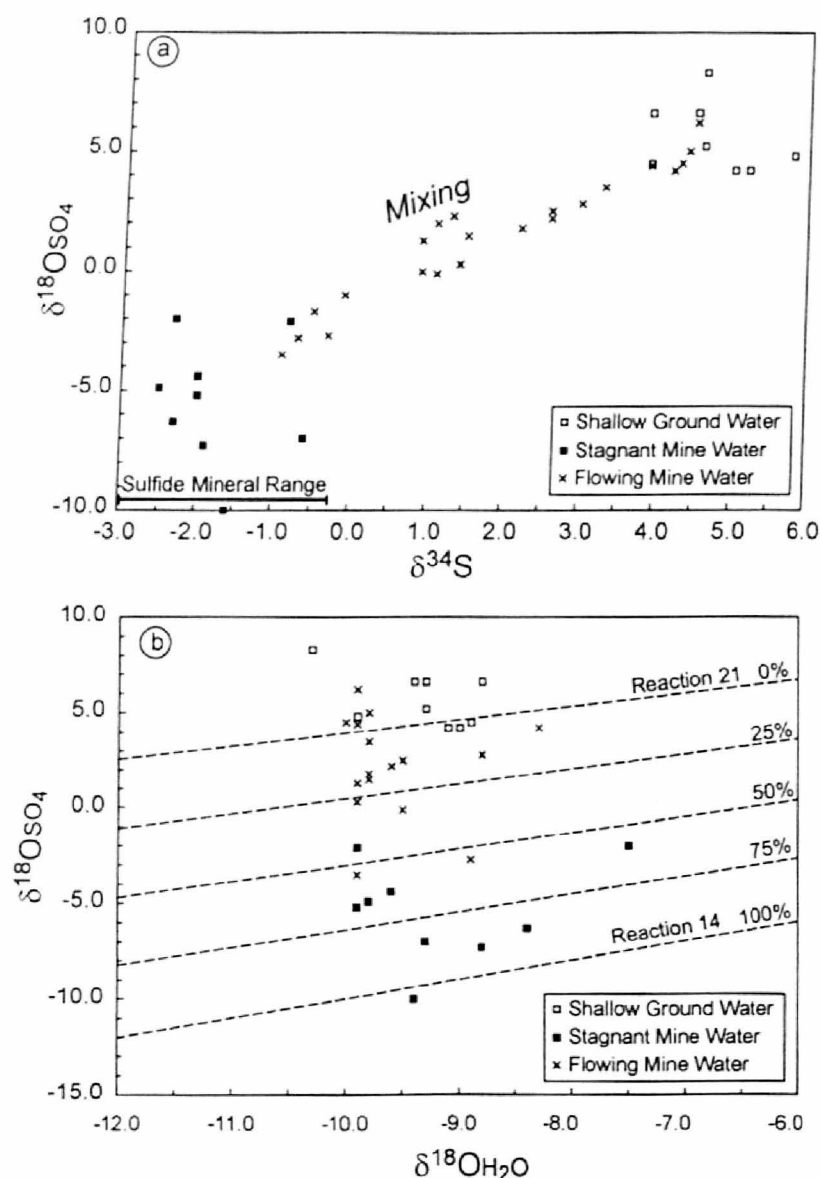 10.0
a
5.0
Mixing
0.0
δ¹⁸OSO₄
-5.0
□ Shallow Ground Water
■ Stagnant Mine Water
× Flowing Mine Water
Sulfide Mineral Range
-10.0
-3.0 -2.0 -1.0 0.0 1.0 2.0 3.0 4.0 5.0 6.0
δ³⁴S
10.0
b
Reaction 21 0%
5.0
25%
0.0
50%
δ¹⁸OSO₄
75%
-5.0
Reaction 14 100%
-10.0
□ Shallow Ground Water
■ Stagnant Mine Water
× Flowing Mine Water
-15.0
-12.0 -11.0 -10.0 -9.0 -8.0 -7.0 -6.0
δ¹⁸OH₂O